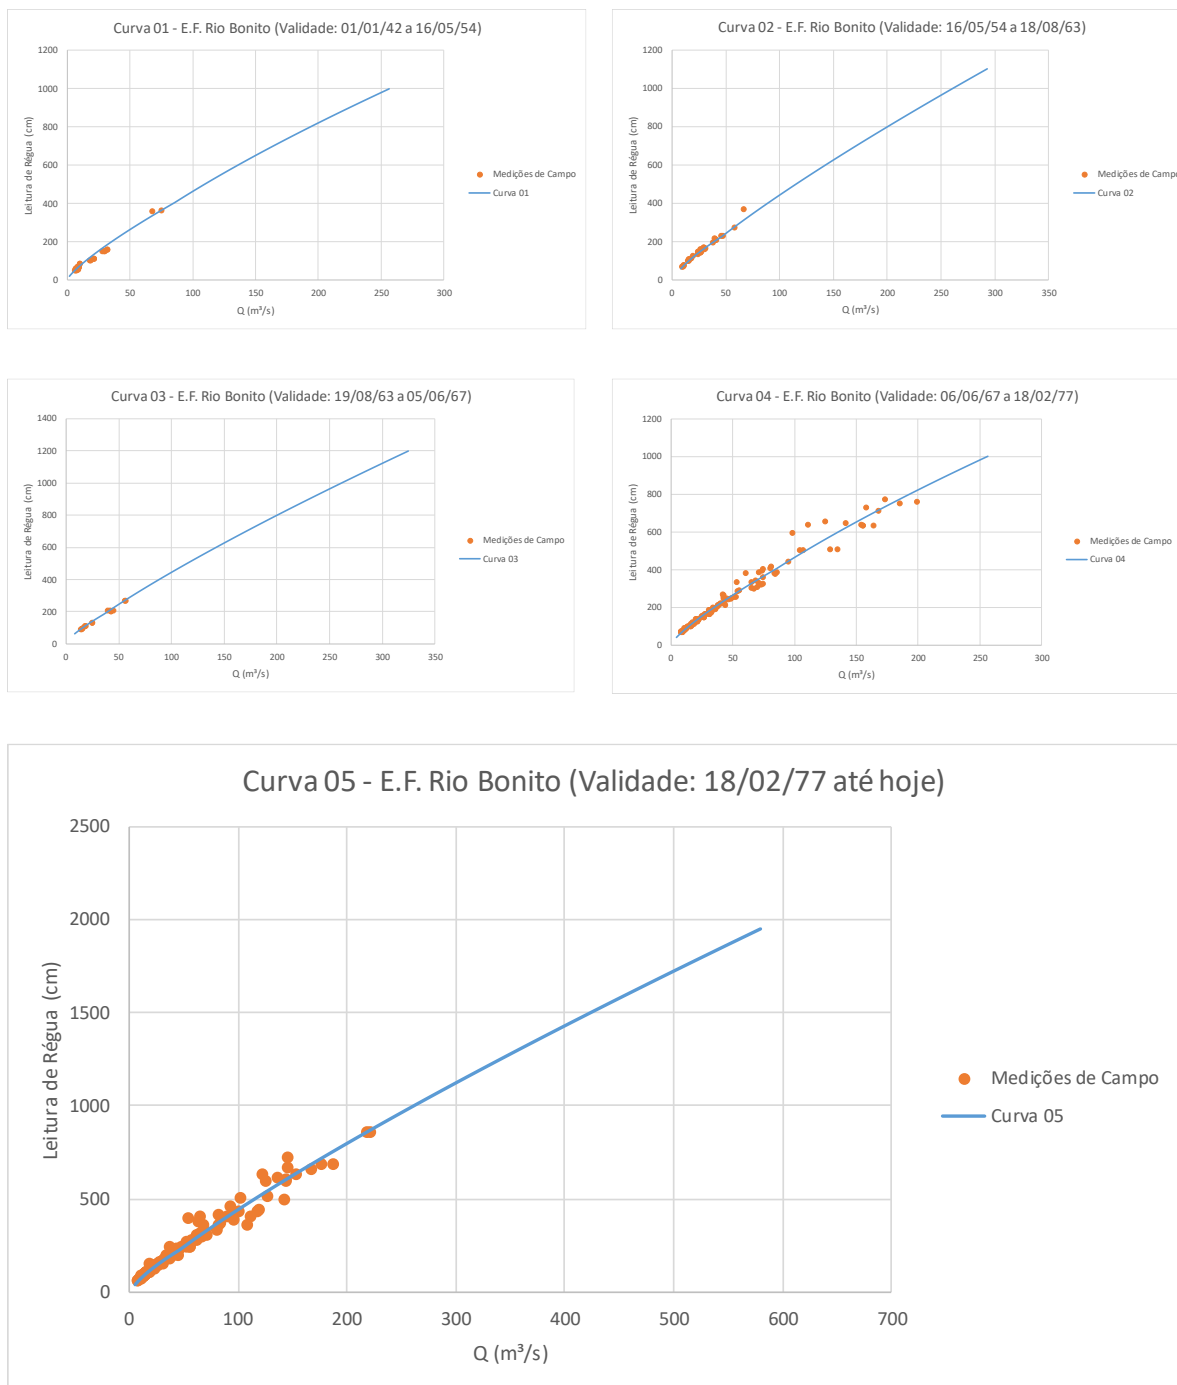 Curva 01 - E.F. Rio Bonito (Validade: 01/01/42 a 16/05/54)
1200
1000
800
600
400
200
0
Leitura de Régua (cm)
0 50 100 150 200 250 300
Q (m³/s)
Medições de Campo
Curva 01
Curva 02 - E.F. Rio Bonito (Validade: 16/05/54 a 18/08/63)
1200
1000
800
600
400
200
0
Leitura de Régua (cm)
0 50 100 150 200 250 300 350
Q (m³/s)
Medições de Campo
Curva 02
Curva 03 - E.F. Rio Bonito (Validade: 19/08/63 a 05/06/67)
1400
1200
1000
800
600
400
200
0
Leitura de Régua (cm)
0 50 100 150 200 250 300 350
Q (m³/s)
Medições de Campo
Curva 03
Curva 04 - E.F. Rio Bonito (Validade: 06/06/67 a 18/02/77)
1200
1000
800
600
400
200
0
Leitura de Régua (cm)
0 50 100 150 200 250 300
Q (m³/s)
Medições de Campo
Curva 04
Curva 05 - E.F. Rio Bonito (Validade: 18/02/77 até hoje)
2500
2000
1500
1000
500
0
Leitura de Régua (cm)
0 100 200 300 400 500 600 700
Q (m³/s)
Medições de Campo
Curva 05